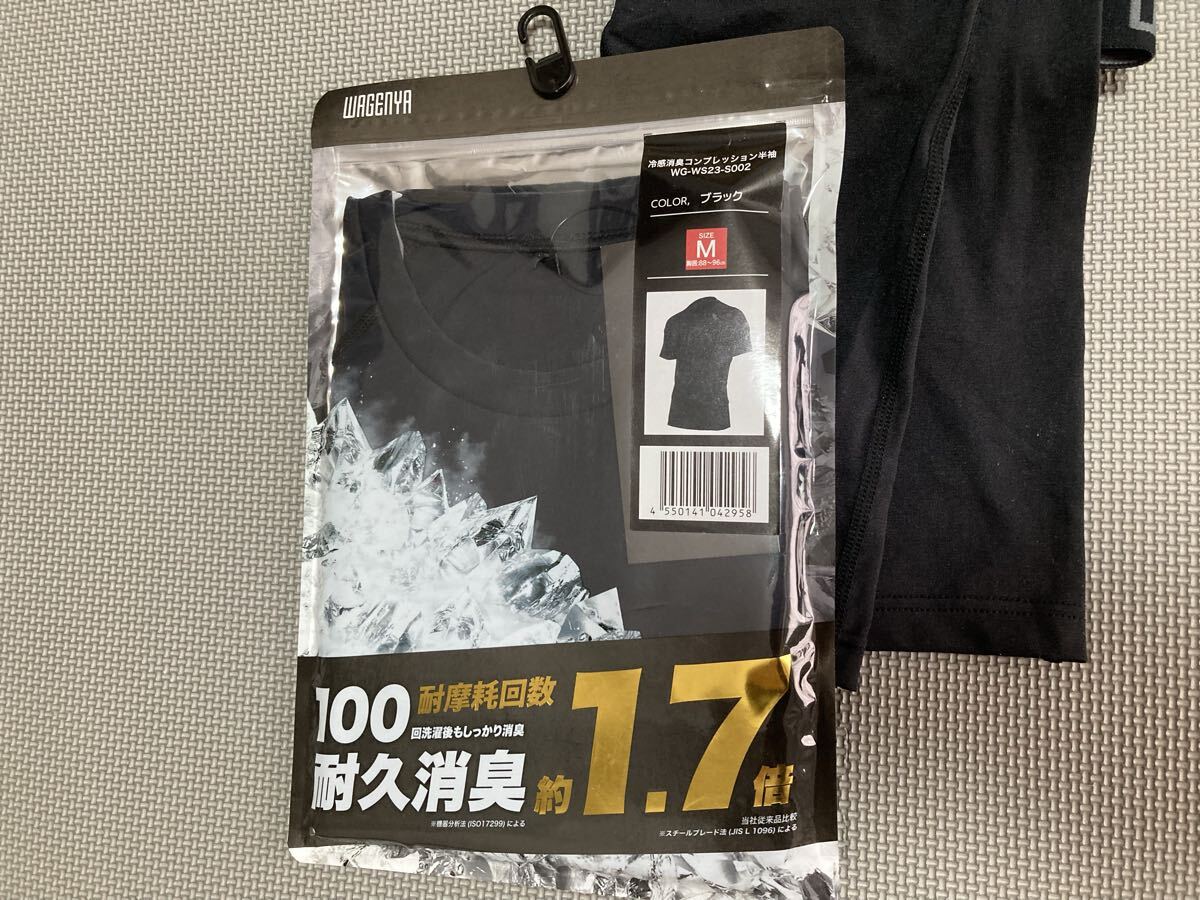 WAGENYA
冷感消臭コンプレッション半袖
WG-WS23-S002
COLOR, ブラック
SIZE
M
胸囲:88～96cm
4 550141 042958
100
耐摩耗回数
回洗濯後もしっかり消臭
耐久消臭
約1.7倍
※機器分析法(ISO17299)による
当社従来品比較
※スチールブレード法(JIS L 1096)による